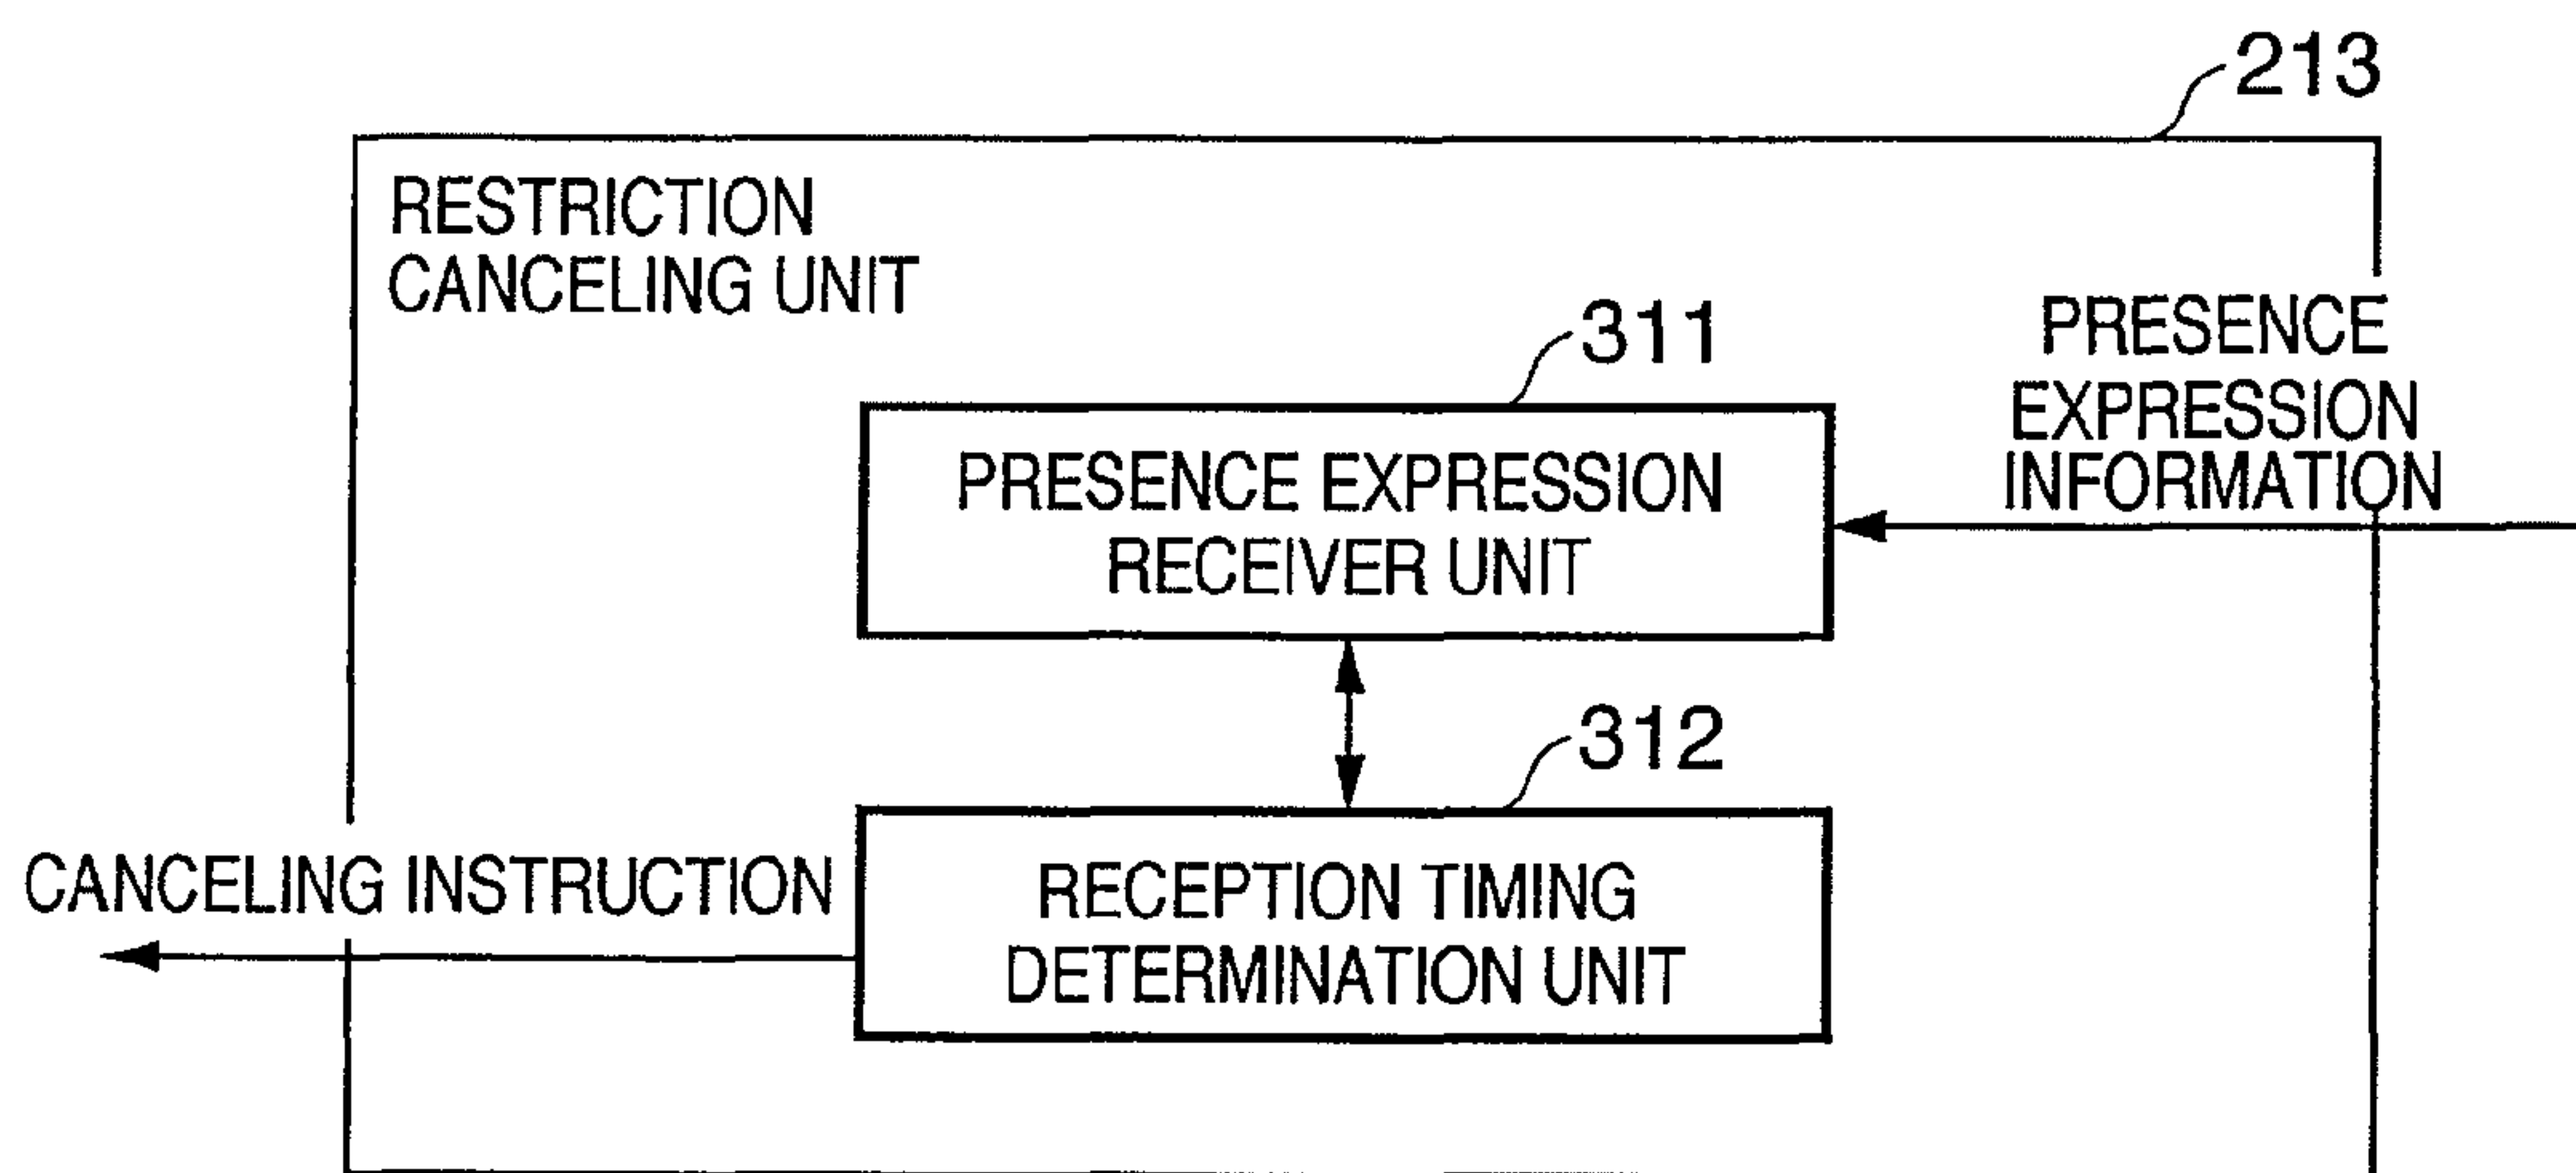 213
RESTRICTION
CANCELING UNIT
311
PRESENCE
EXPRESSION
INFORMATION
PRESENCE EXPRESSION
RECEIVER UNIT
312
CANCELING INSTRUCTION
RECEPTION TIMING
DETERMINATION UNIT